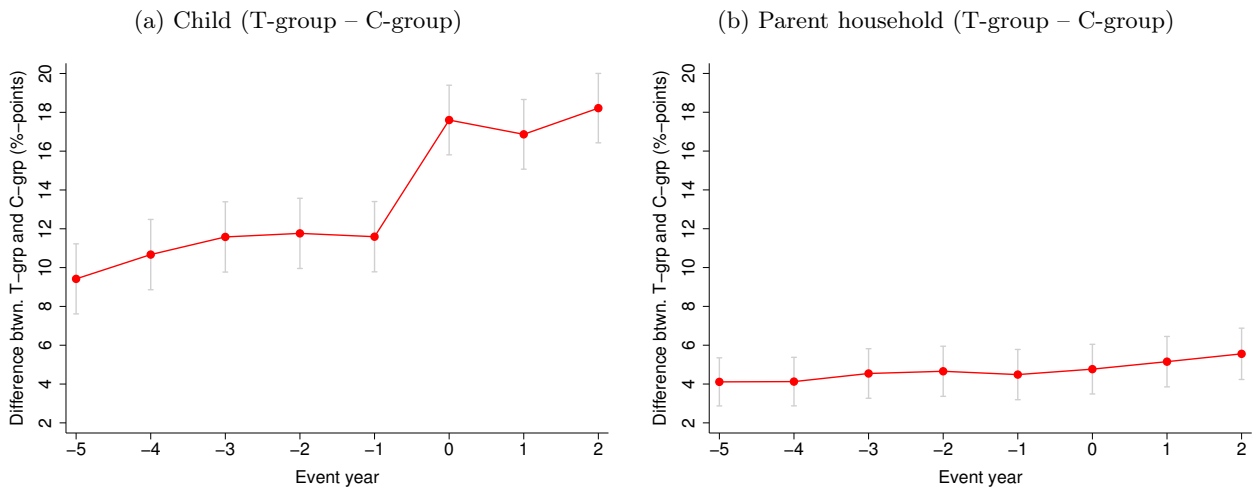 (a) Child (T-group – C-group)
Difference btwn. T-grp and C-grp (%-points)
20
18
16
14
12
10
8
6
4
2
-5 -4 -3 -2 -1 0 1 2
Event year
(b) Parent household (T-group – C-group)
Difference btwn. T-grp and C-grp (%-points)
20
18
16
14
12
10
8
6
4
2
-5 -4 -3 -2 -1 0 1 2
Event year